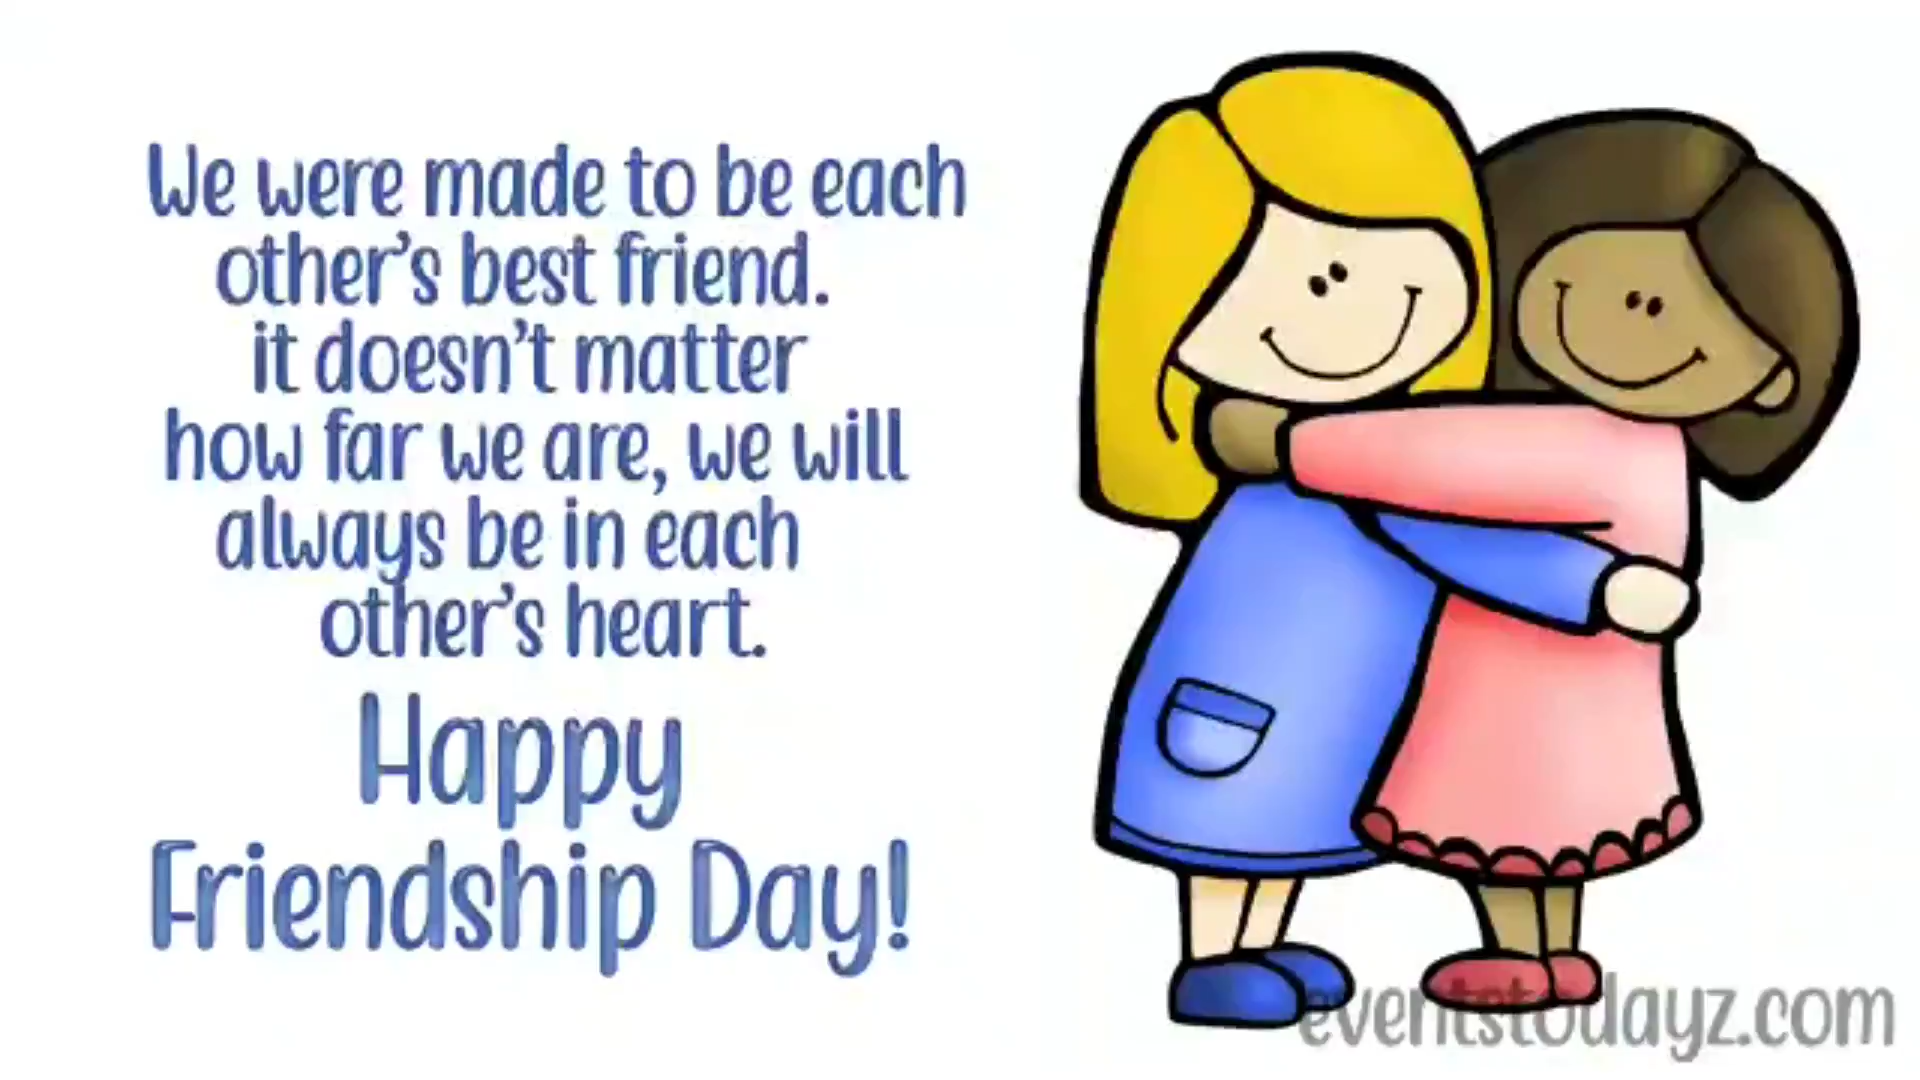 We were made to be each
other's best friend.
it doesn't matter
how far we are, we will
always be in each
other's heart.
Happy
Friendship Day!
eventstodayz.com